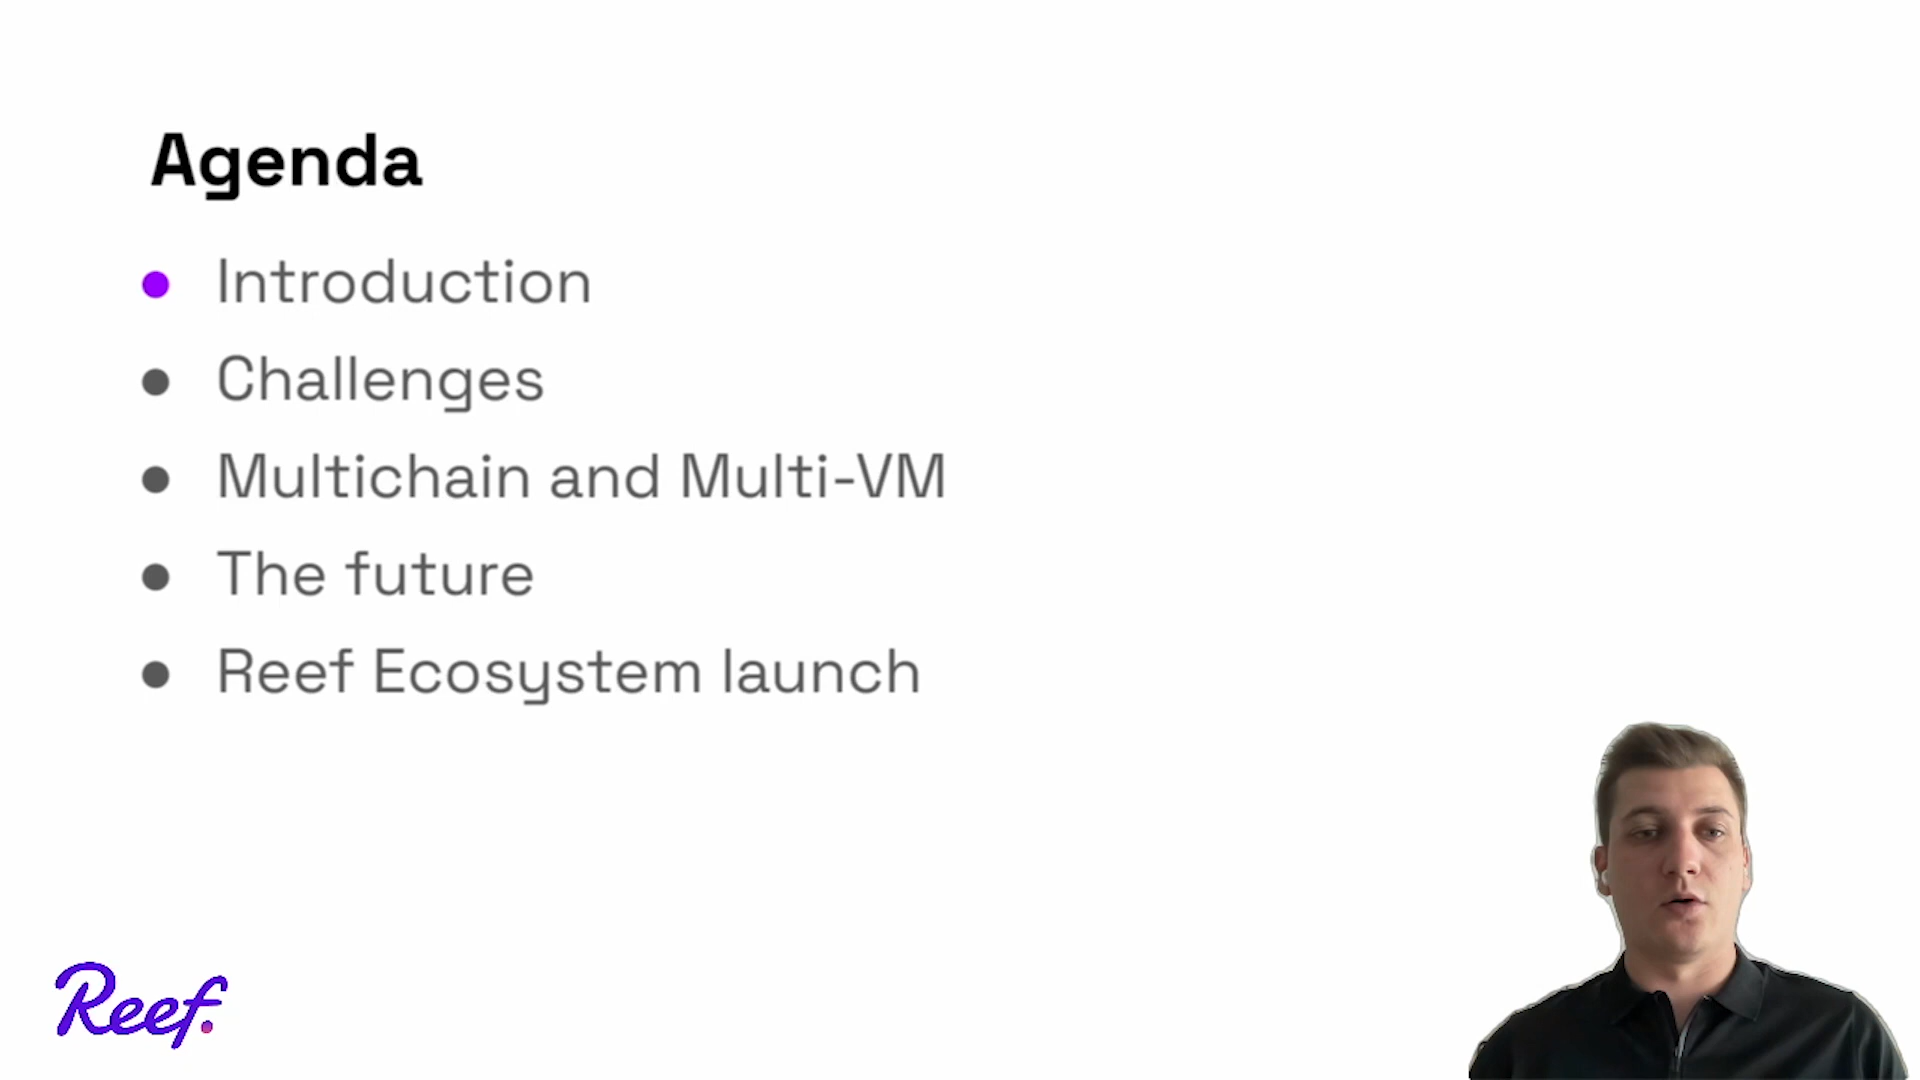 Agenda
● Introduction
● Challenges
● Multichain and Multi-VM
● The future
● Reef Ecosystem launch
Reef.